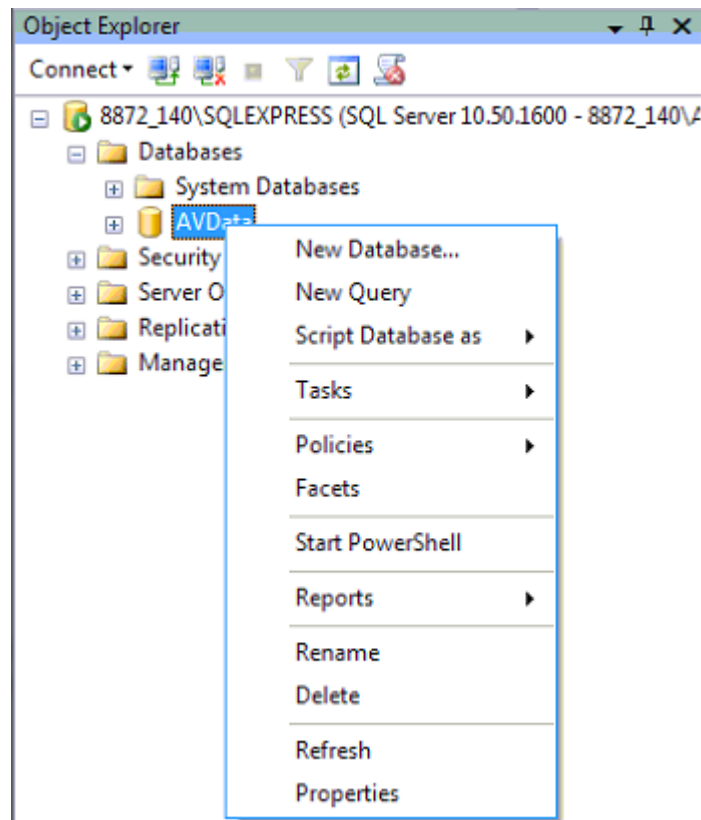 Object Explorer
Connect
8872_140\SQLEXPRESS (SQL Server 10.50.1600 - 8872_140\A
Databases
System Databases
AVData
Security
Server O
Replicati
Manage
New Database...
New Query
Script Database as
Tasks
Policies
Facets
Start PowerShell
Reports
Rename
Delete
Refresh
Properties